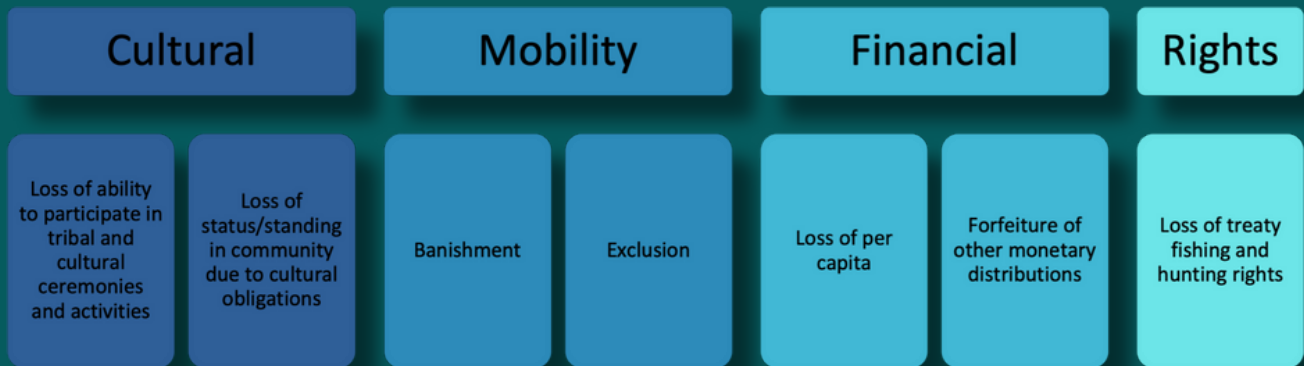 Cultural
Mobility
Financial
Rights
Loss of ability
to participate in
tribal and
cultural
ceremonies
and activities
Loss of
status/standing
in community
due to cultural
obligations
Banishment
Exclusion
Loss of per
capita
Forfeiture of
other monetary
distributions
Loss of treaty
fishing and
hunting rights